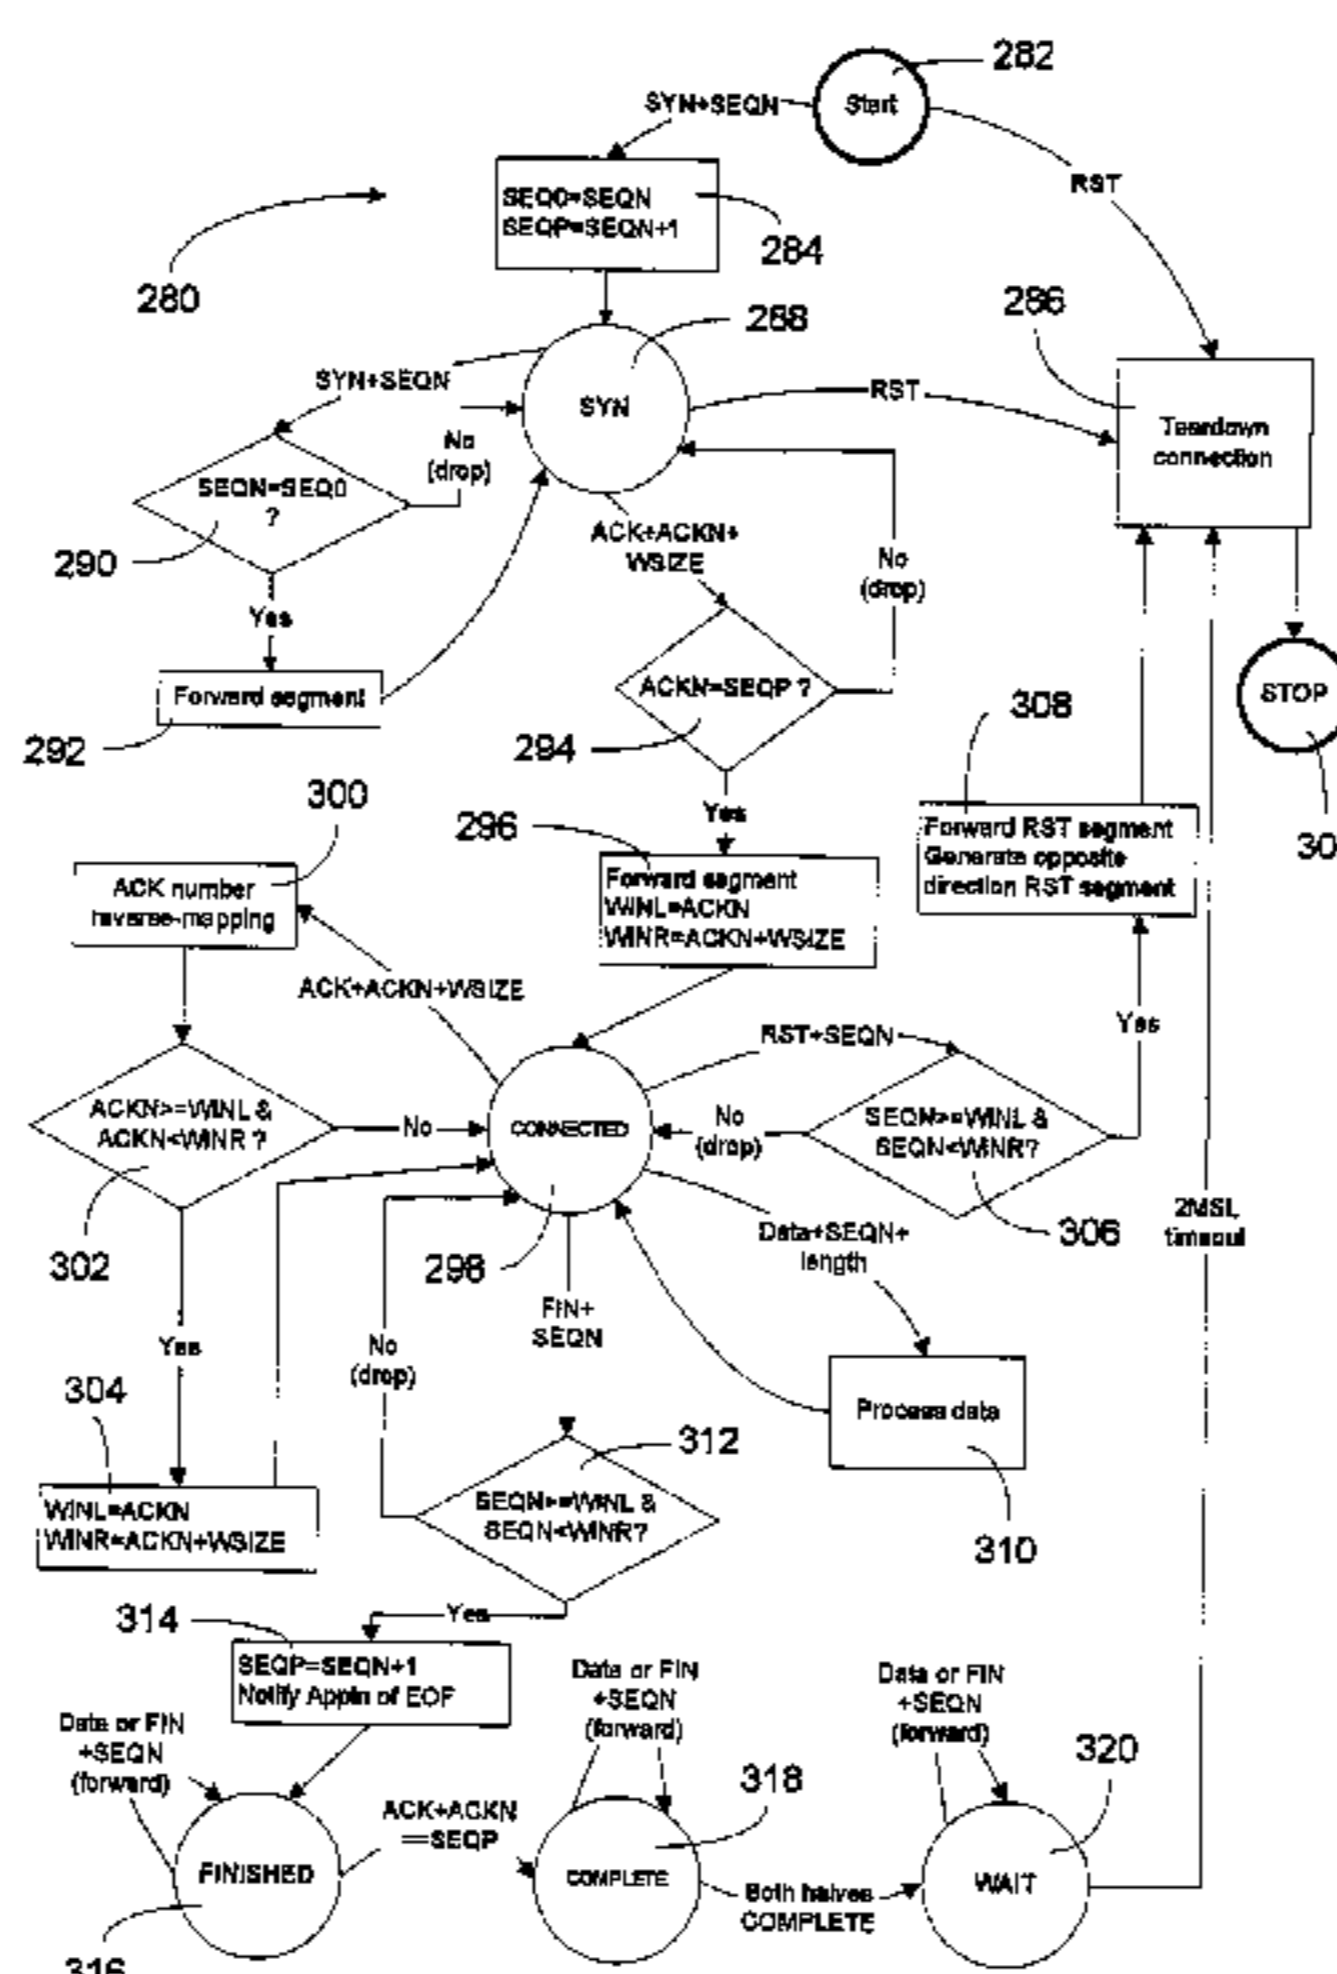 282
Start
SYN+SEQN
RST
SEQ0=SEQN
SEQP=SEQN+1
284
280
286
288
SYN+SEQN
SYN
RST
Teardown
connection
No
(drop)
SEQN=SEQ0
?
290
ACK+ACKN+
WSIZE
No
(drop)
Yes
ACKN=SEQP ?
STOP
Forward segment
292
294
308
300
296
Yes
Forward RST segment
Generate opposite
direction RST segment
30
ACK number
reverse-mapping
Forward segment
WINL=ACKN
WINR=ACKN+WSIZE
ACK+ACKN+WSIZE
RST+SEQN
Yes
ACKN>=WINL &
ACKN<WINR ?
No
CONNECTED
No
(drop)
SEQN>=WINL &
SEQN<WINR?
302
298
Data+SEQN+
length
306
2MSL
timeout
FIN+
SEQN
Yes
No
(drop)
304
Process data
312
WINL=ACKN
WINR=ACKN+WSIZE
SEQN>=WINL &
SEQN<WINR?
310
314
Yes
SEQP=SEQN+1
Notify Appln of EOF
Data or FIN
+SEQN
(forward)
Data or FIN
+SEQN
(forward)
Data or FIN
+SEQN
(forward)
318
320
ACK+ACKN
==SEQP
FINISHED
COMPLETE
Both halves
COMPLETE
WAIT
316